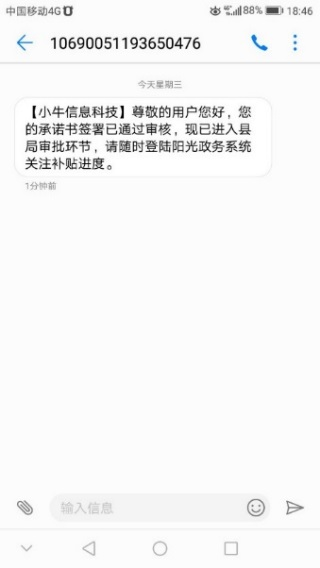 中国移动4G 88% 18:46
10690051193650476
今天星期三
【小牛信息科技】尊敬的用户您好，您
的承诺书签署已通过审核，现已进入县
局审批环节，请随时登陆阳光政务系统
关注补贴进度。
1分钟前
输入信息